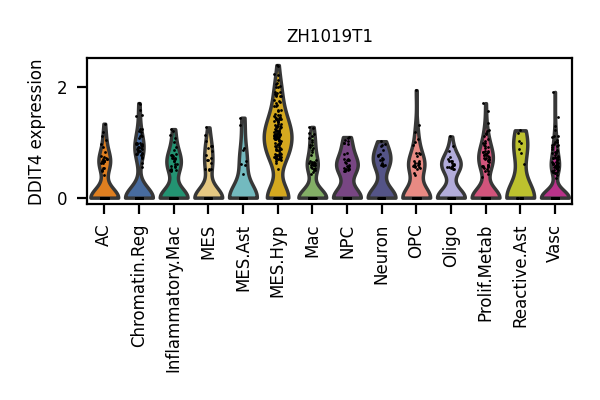 ZH1019T1
DDIT4 expression
2
0
AC
Chromatin.Reg
Inflammatory.Mac
MES
MES.Ast
MES.Hyp
Mac
NPC
Neuron
OPC
Oligo
Prolif.Metab
Reactive.Ast
Vasc